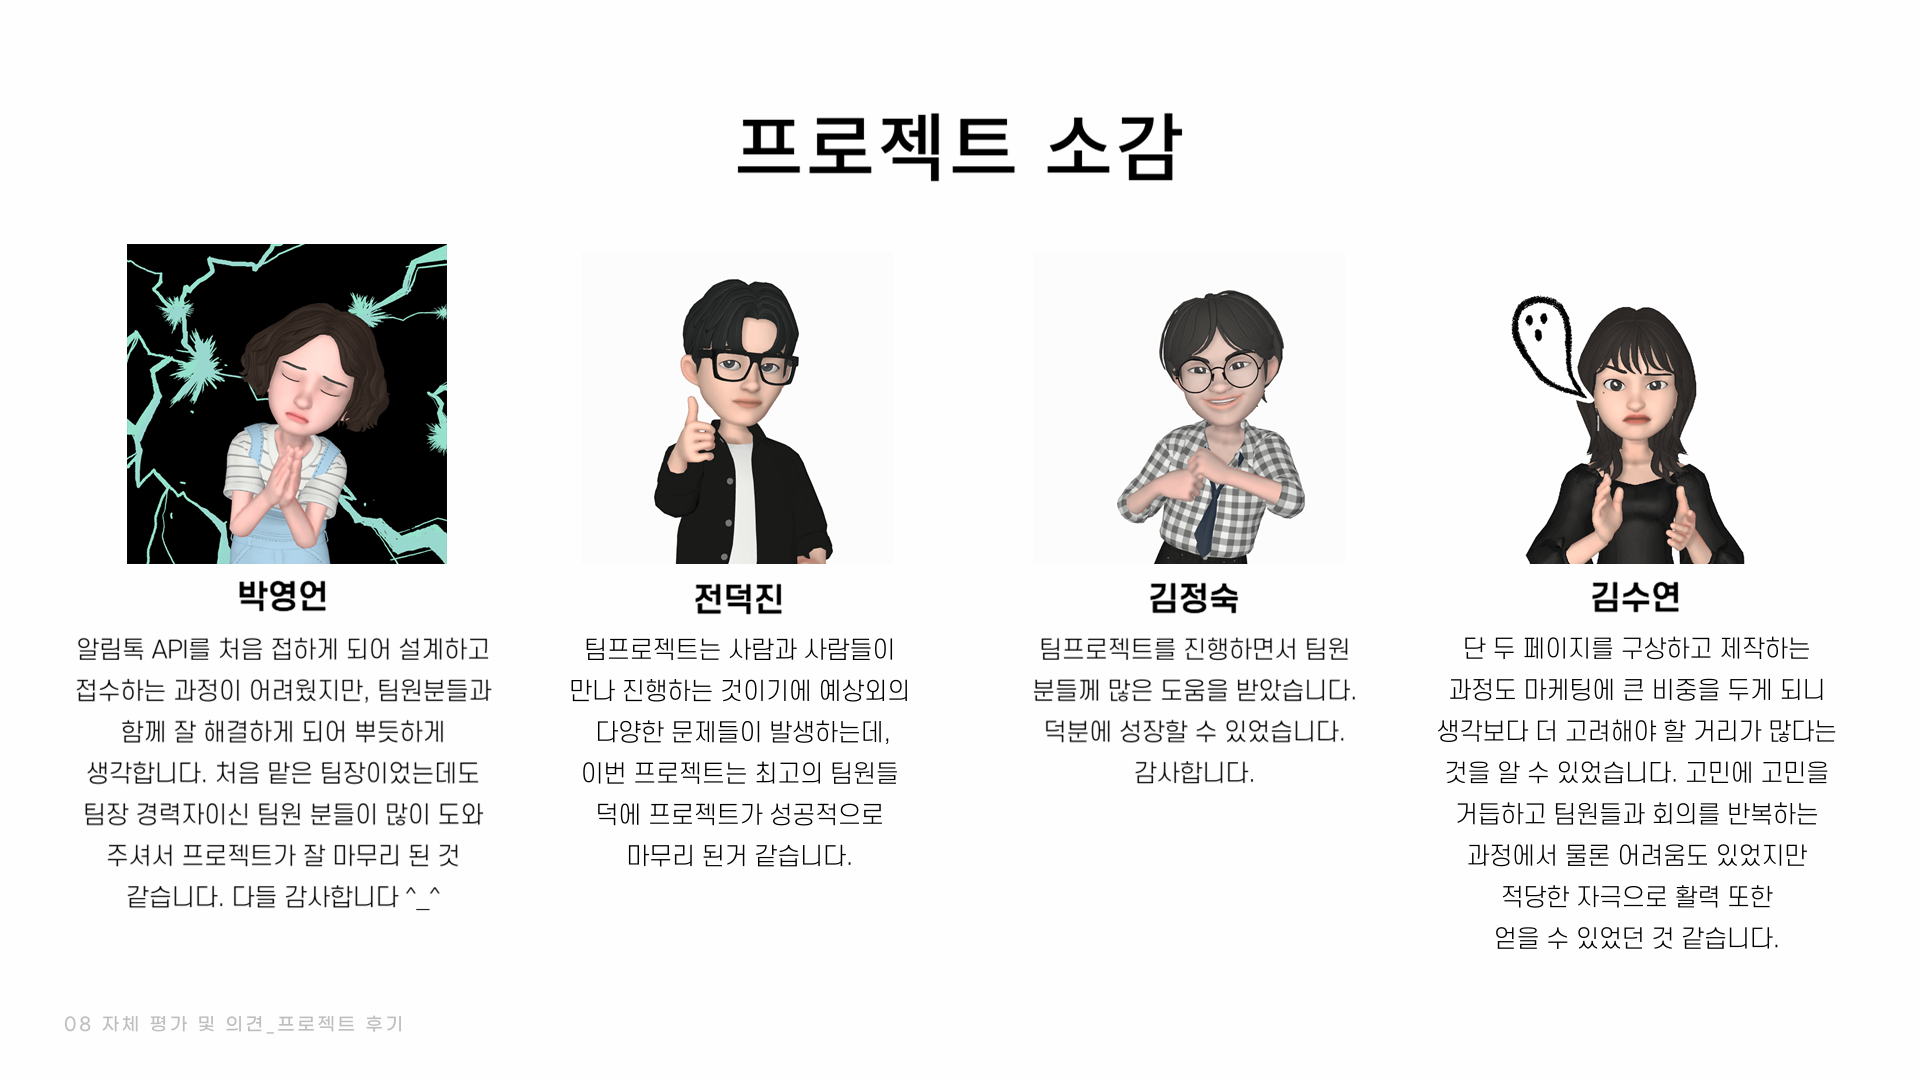 프로젝트 소감
박영언
알림톡 API를 처음 접하게 되어 설계하고
접수하는 과정이 어려웠지만, 팀원분들과
함께 잘 해결하게 되어 뿌듯하게
생각합니다. 처음 맡은 팀장이었는데도
팀장 경력자이신 팀원 분들이 많이 도와
주셔서 프로젝트가 잘 마무리 된 것
같습니다. 다들 감사합니다 ^_^
전덕진
팀프로젝트는 사람과 사람들이
만나 진행하는 것이기에 예상외의
다양한 문제들이 발생하는데,
이번 프로젝트는 최고의 팀원들
덕에 프로젝트가 성공적으로
마무리 된거 같습니다.
김정숙
팀프로젝트를 진행하면서 팀원
분들께 많은 도움을 받았습니다.
덕분에 성장할 수 있었습니다.
감사합니다.
김수연
단 두 페이지를 구상하고 제작하는
과정도 마케팅에 큰 비중을 두게 되니
생각보다 더 고려해야 할 거리가 많다는
것을 알 수 있었습니다. 고민에 고민을
거듭하고 팀원들과 회의를 반복하는
과정에서 물론 어려움도 있었지만
적당한 자극으로 활력 또한
얻을 수 있었던 것 같습니다.
08 자체 평가 및 의견_프로젝트 후기